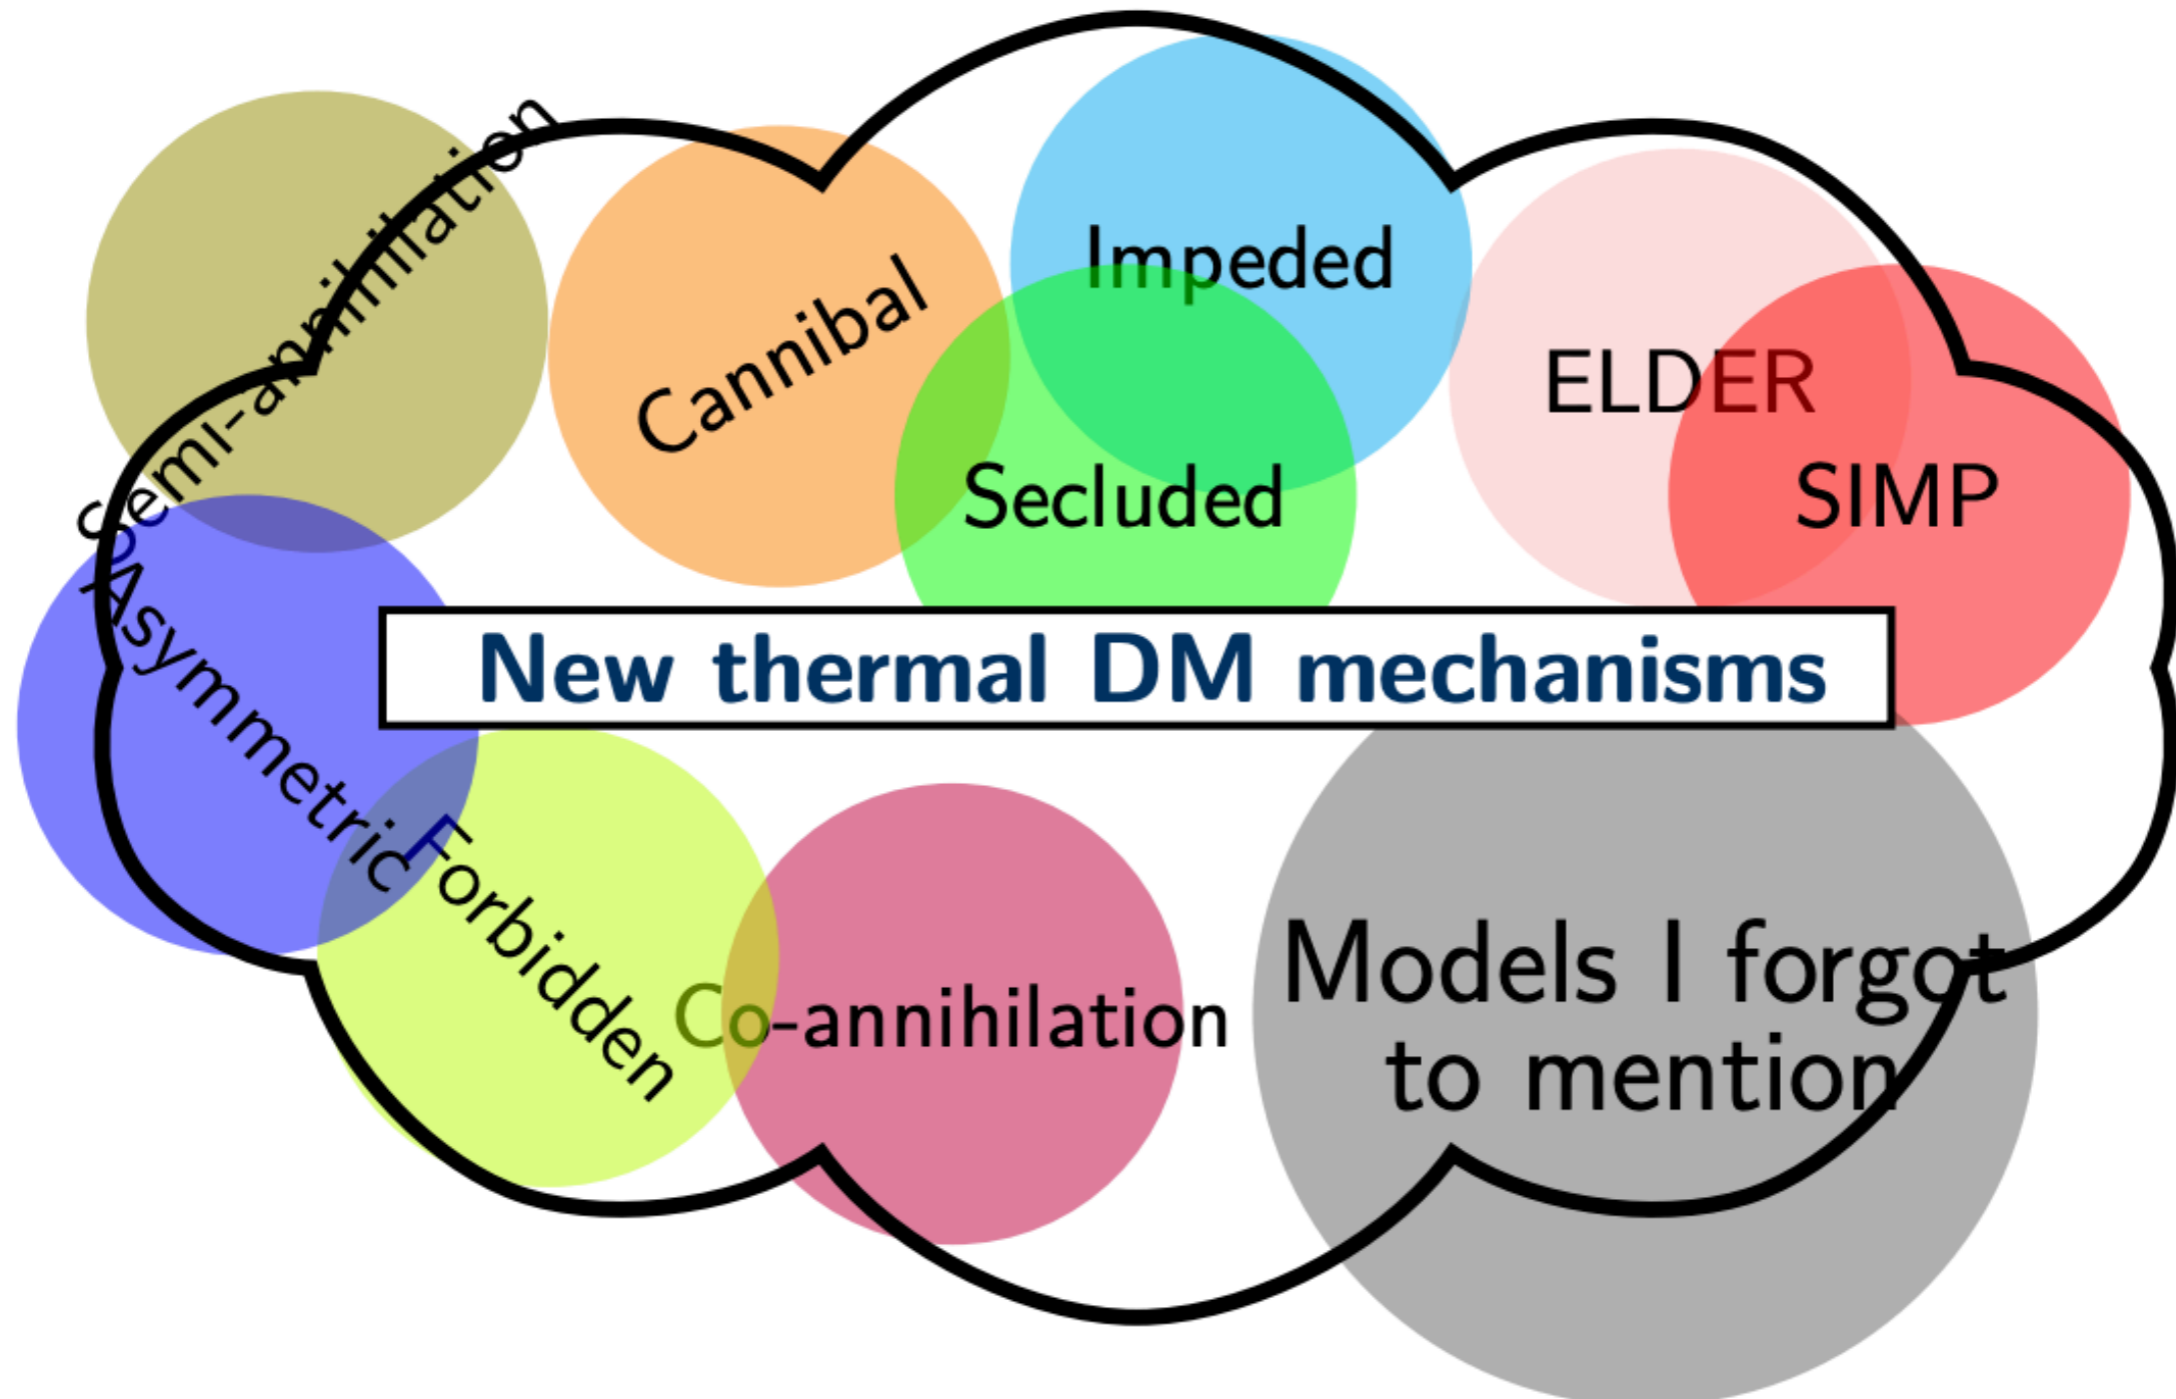 Semi-annihilation
Cannibal
Impeded
ELDER
Secluded
SIMP
New thermal DM mechanisms
Asymmetric
Forbidden
Co-annihilation
Models I forgot
to mention